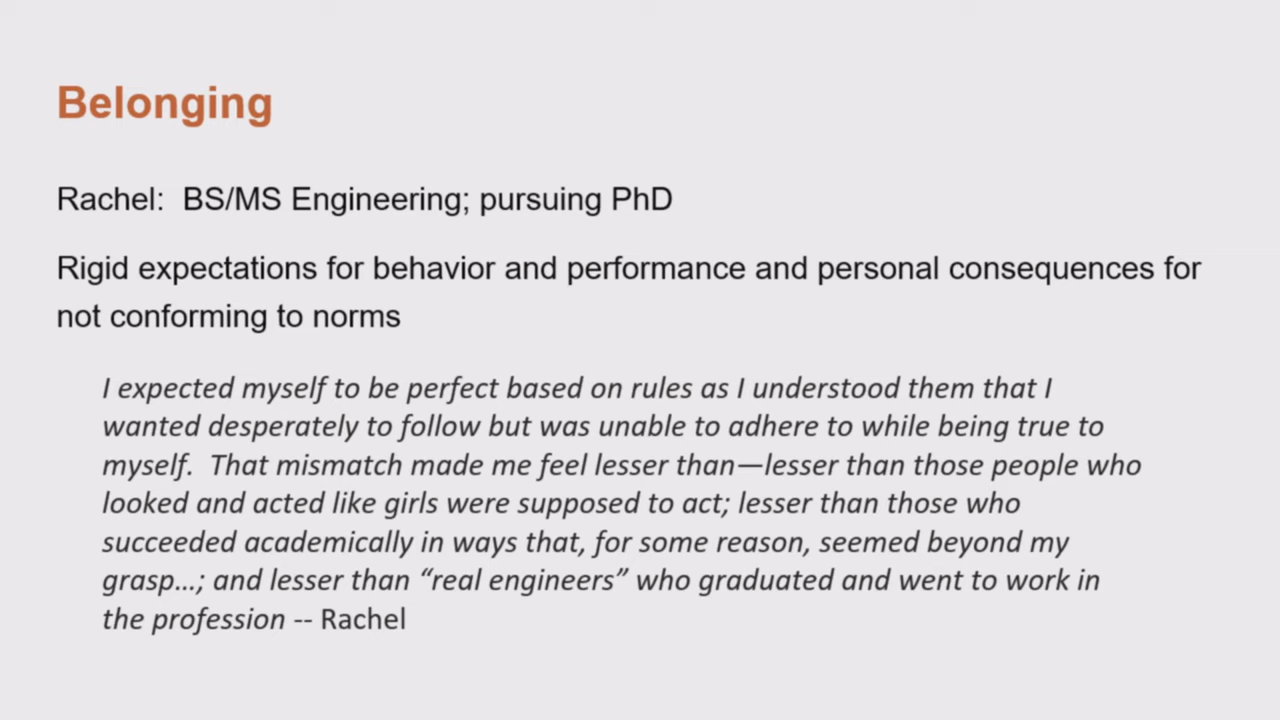 Belonging
Rachel:  BS/MS Engineering; pursuing PhD
Rigid expectations for behavior and performance and personal consequences for
not conforming to norms
I expected myself to be perfect based on rules as I understood them that I
wanted desperately to follow but was unable to adhere to while being true to
myself.  That mismatch made me feel lesser than—lesser than those people who
looked and acted like girls were supposed to act; lesser than those who
succeeded academically in ways that, for some reason, seemed beyond my
grasp…; and lesser than “real engineers” who graduated and went to work in
the profession -- Rachel